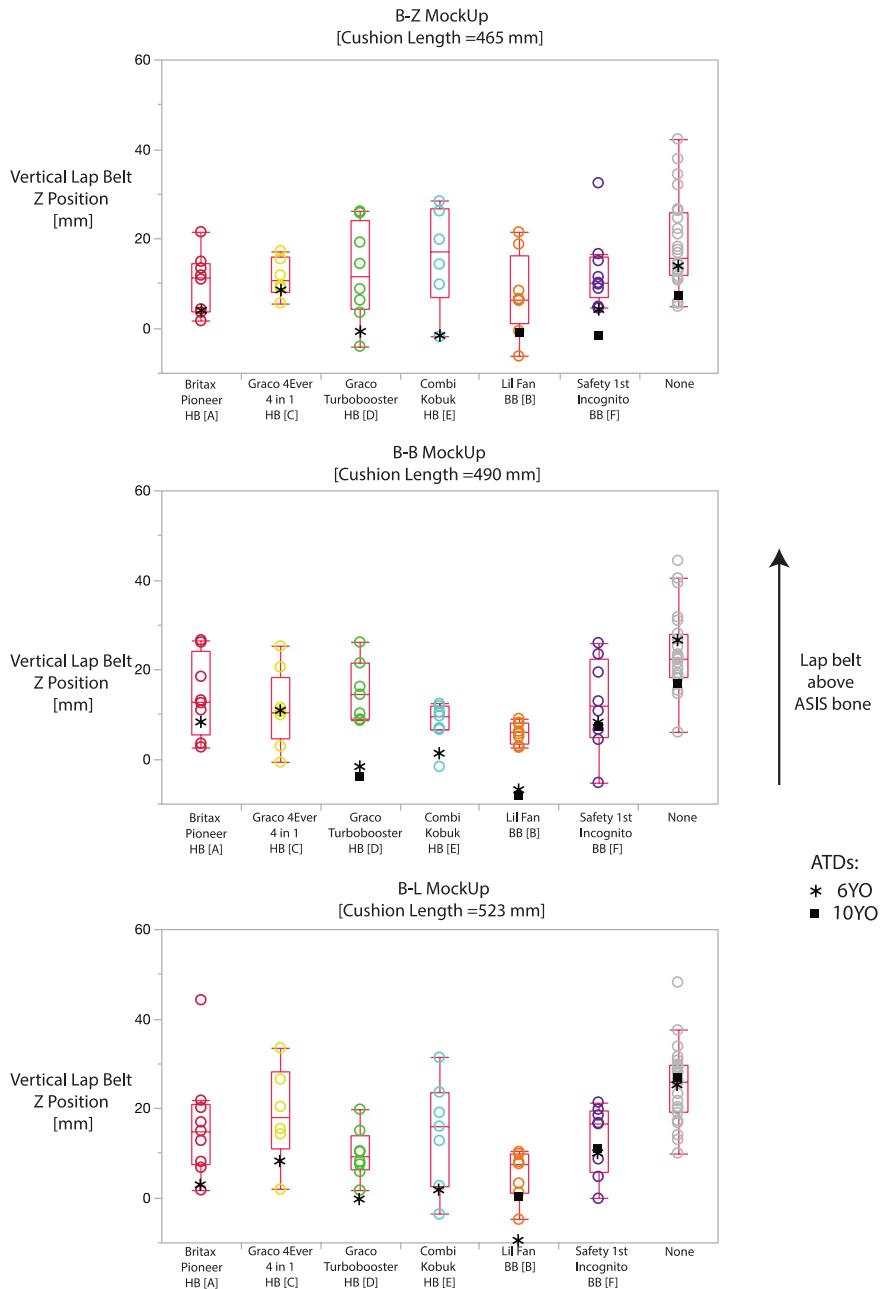 B-Z MockUp
[Cushion Length =465 mm]
60
40
Vertical Lap Belt
Z Position
[mm]
20
0
Britax
Pioneer
HB [A]
Graco 4Ever
4 in 1
HB [C]
Graco
Turbobooster
HB [D]
Combi
Kobuk
HB [E]
Lil Fan
BB [B]
Safety 1st
Incognito
BB [F]
None
B-B MockUp
[Cushion Length =490 mm]
60
40
Vertical Lap Belt
Z Position
[mm]
20
0
Britax
Pioneer
HB [A]
Graco 4Ever
4 in 1
HB [C]
Graco
Turbobooster
HB [D]
Combi
Kobuk
HB [E]
Lil Fan
BB [B]
Safety 1st
Incognito
BB [F]
None
Lap belt
above
ASIS bone
ATDs:
6YO
10YO
B-L MockUp
[Cushion Length =523 mm]
60
40
Vertical Lap Belt
Z Position
[mm]
20
0
Britax
Pioneer
HB [A]
Graco 4Ever
4 in 1
HB [C]
Graco
Turbobooster
HB [D]
Combi
Kobuk
HB [E]
Lil Fan
BB [B]
Safety 1st
Incognito
BB [F]
None